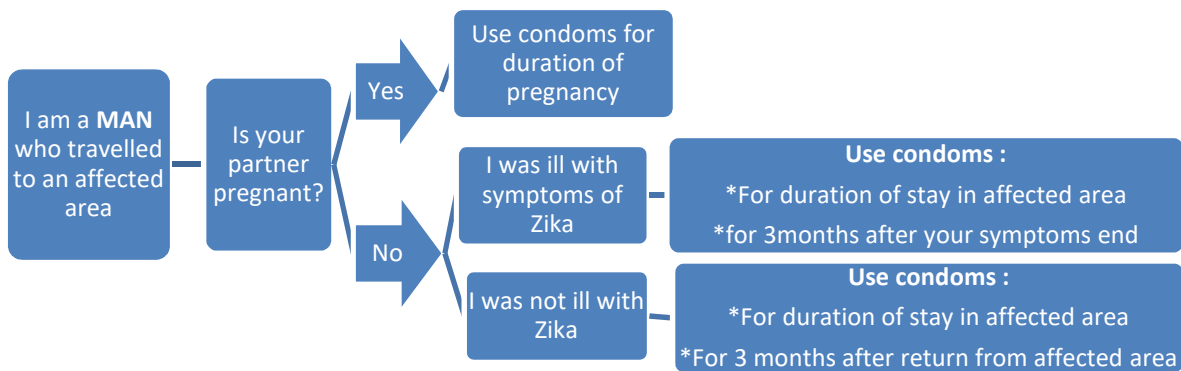 I am a MAN
who travelled
to an affected
area
Is your
partner
pregnant?
Yes
Use condoms for
duration of
pregnancy
No
I was ill with
symptoms of
Zika
Use condoms :
*For duration of stay in affected area
*for 3months after your symptoms end
I was not ill with
Zika
Use condoms :
*For duration of stay in affected area
*For 3 months after return from affected area